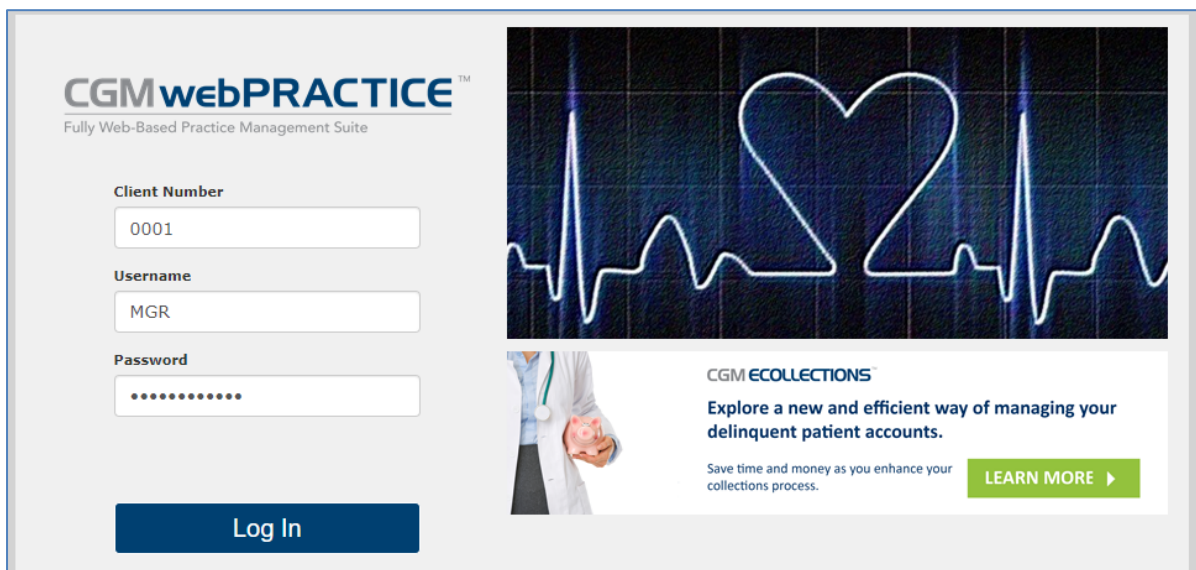 CGM webPRACTICE™
Fully Web-Based Practice Management Suite
Client Number
0001
Username
MGR
Password
••••••••••••
Log In
CGM ECOLLECTIONS™
Explore a new and efficient way of managing your
delinquent patient accounts.
Save time and money as you enhance your
collections process.
LEARN MORE